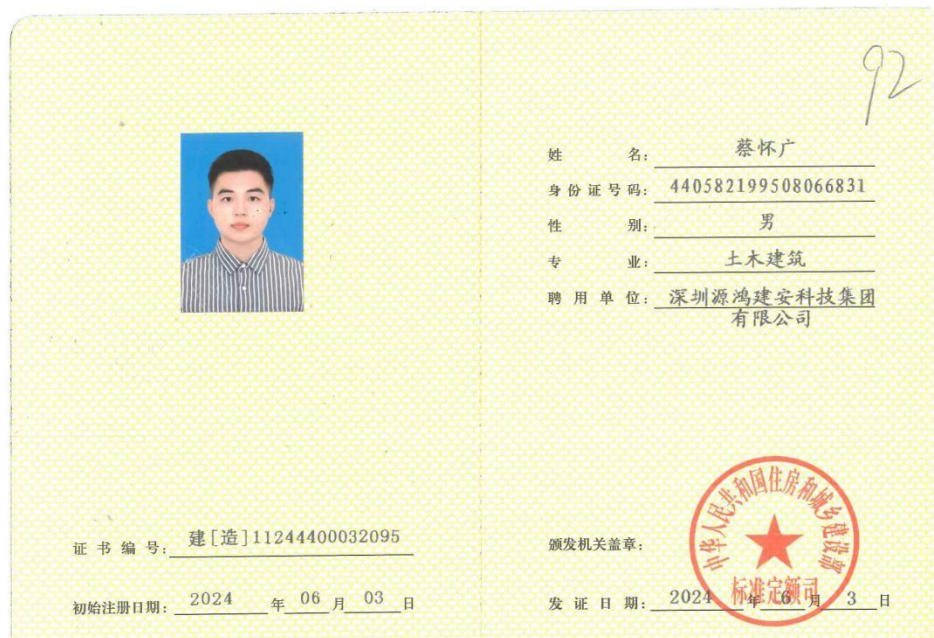 92
姓 名: 蔡怀广
身份证号码: 440582199508066831
性 别: 男
专 业: 土木建筑
聘用单位: 深圳源鸿建安科技集团
有限公司
证书编号: 建[造]11244400032095
初始注册日期: 2024 年 06 月 03 日
颁发机关盖章:
中华人民共和国住房和城乡建设部
标准定额司
发证日期: 2024 年 6 月 3 日